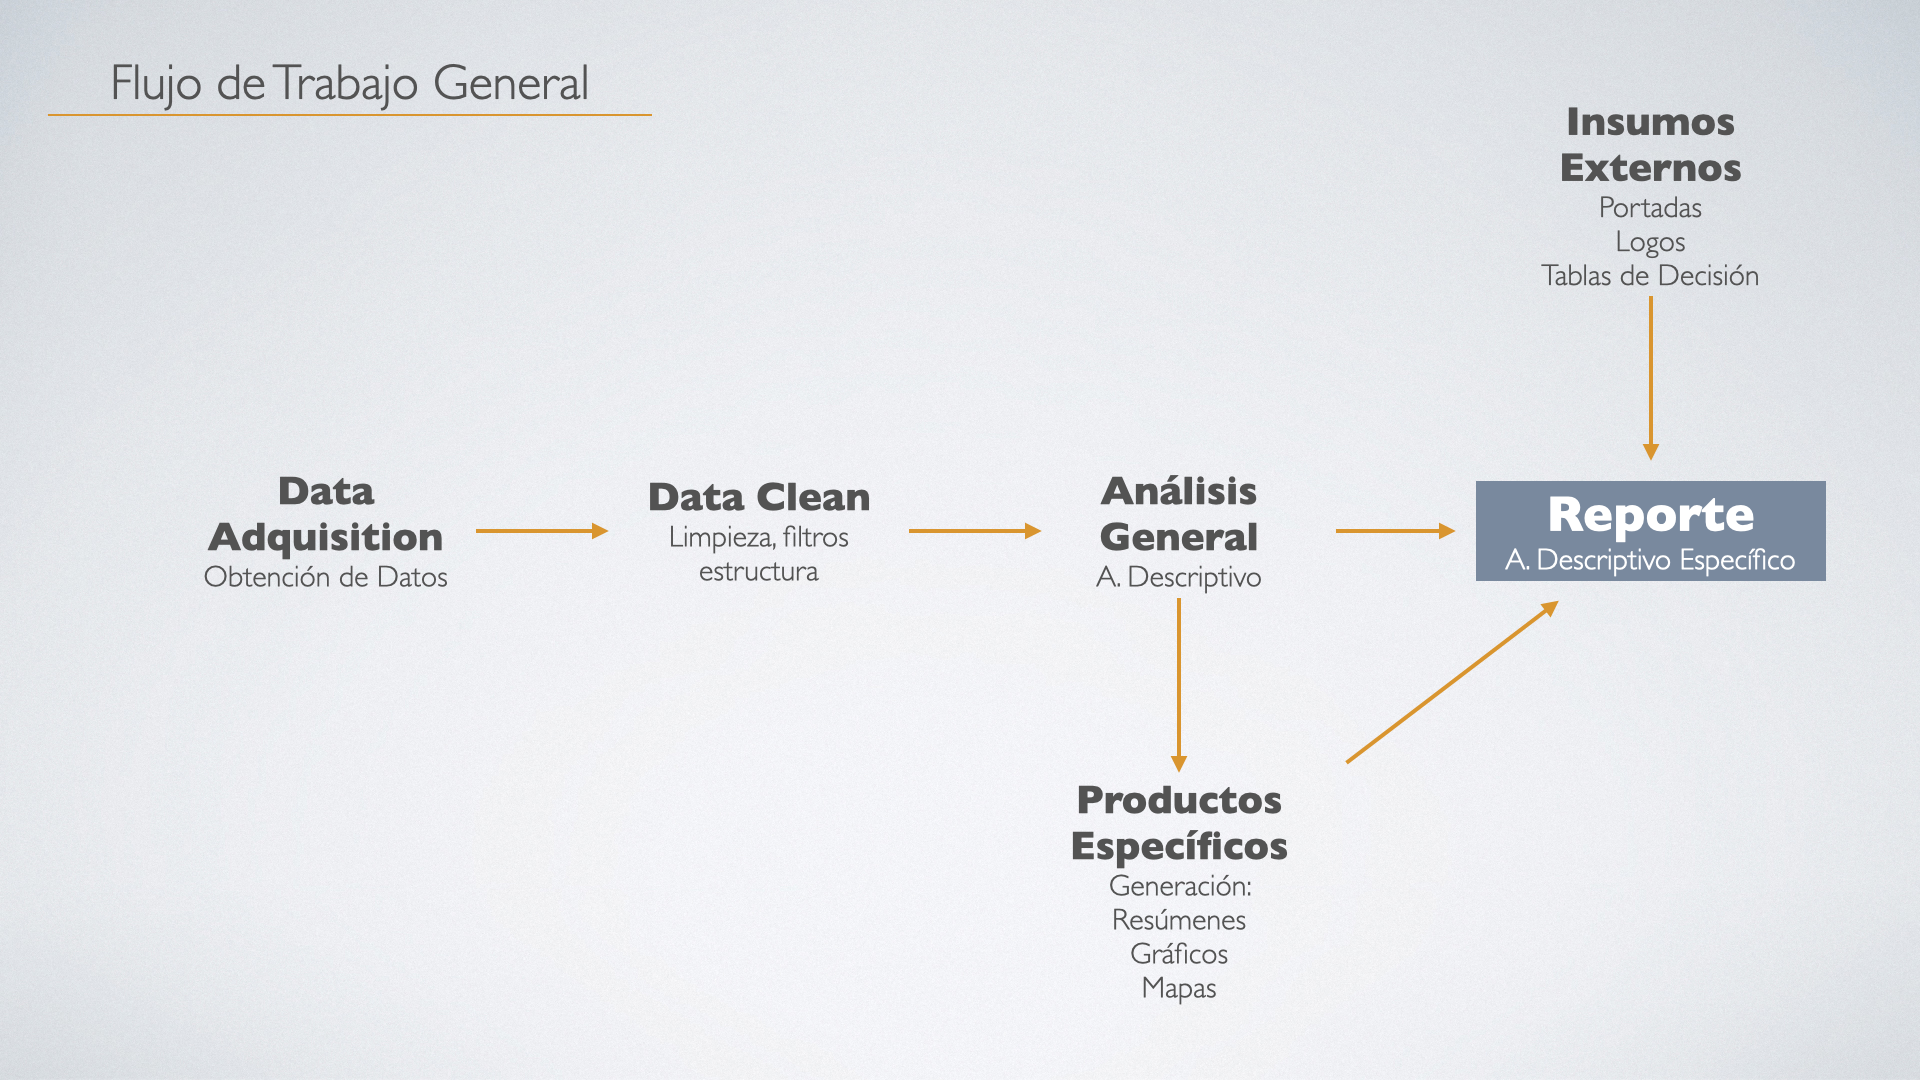 Flujo de Trabajo General
Insumos
Externos
Portadas
Logos
Tablas de Decisión
Data
Adquisition
Obtención de Datos
Data Clean
Limpieza, filtros
estructura
Análisis
General
A. Descriptivo
Reporte
A. Descriptivo Específico
Productos
Específicos
Generación:
Resúmenes
Gráficos
Mapas